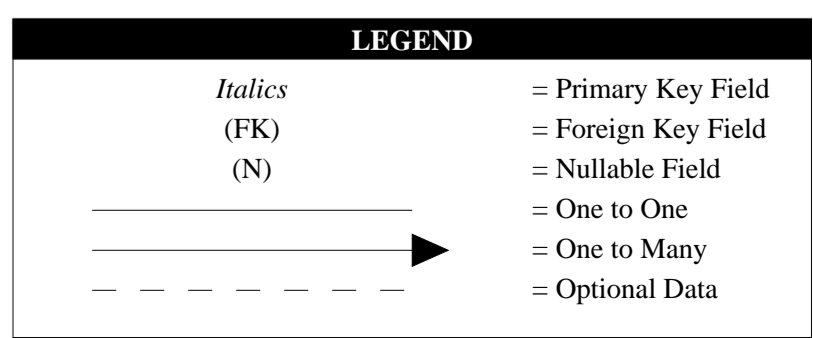 LEGEND
Italics = Primary Key Field
(FK) = Foreign Key Field
(N) = Nullable Field
= One to One
= One to Many
= Optional Data